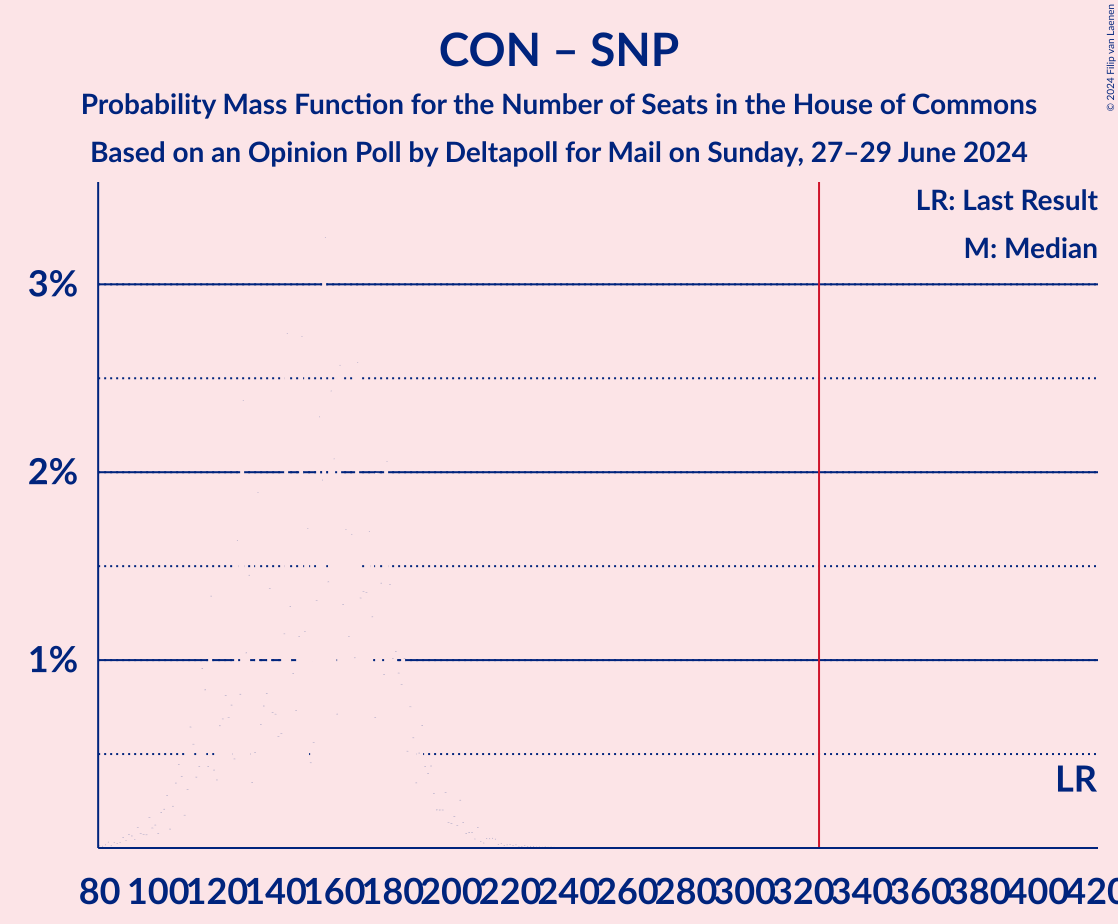 CON – SNP
Probability Mass Function for the Number of Seats in the House of Commons
Based on an Opinion Poll by Deltapoll for Mail on Sunday, 27–29 June 2024
© 2024 Filip van Laenen
LR: Last Result
M: Median
3%
2%
1%
LR
80 100 120 140 160 180 200 220 240 260 280 300 320 340 360 380 400 420